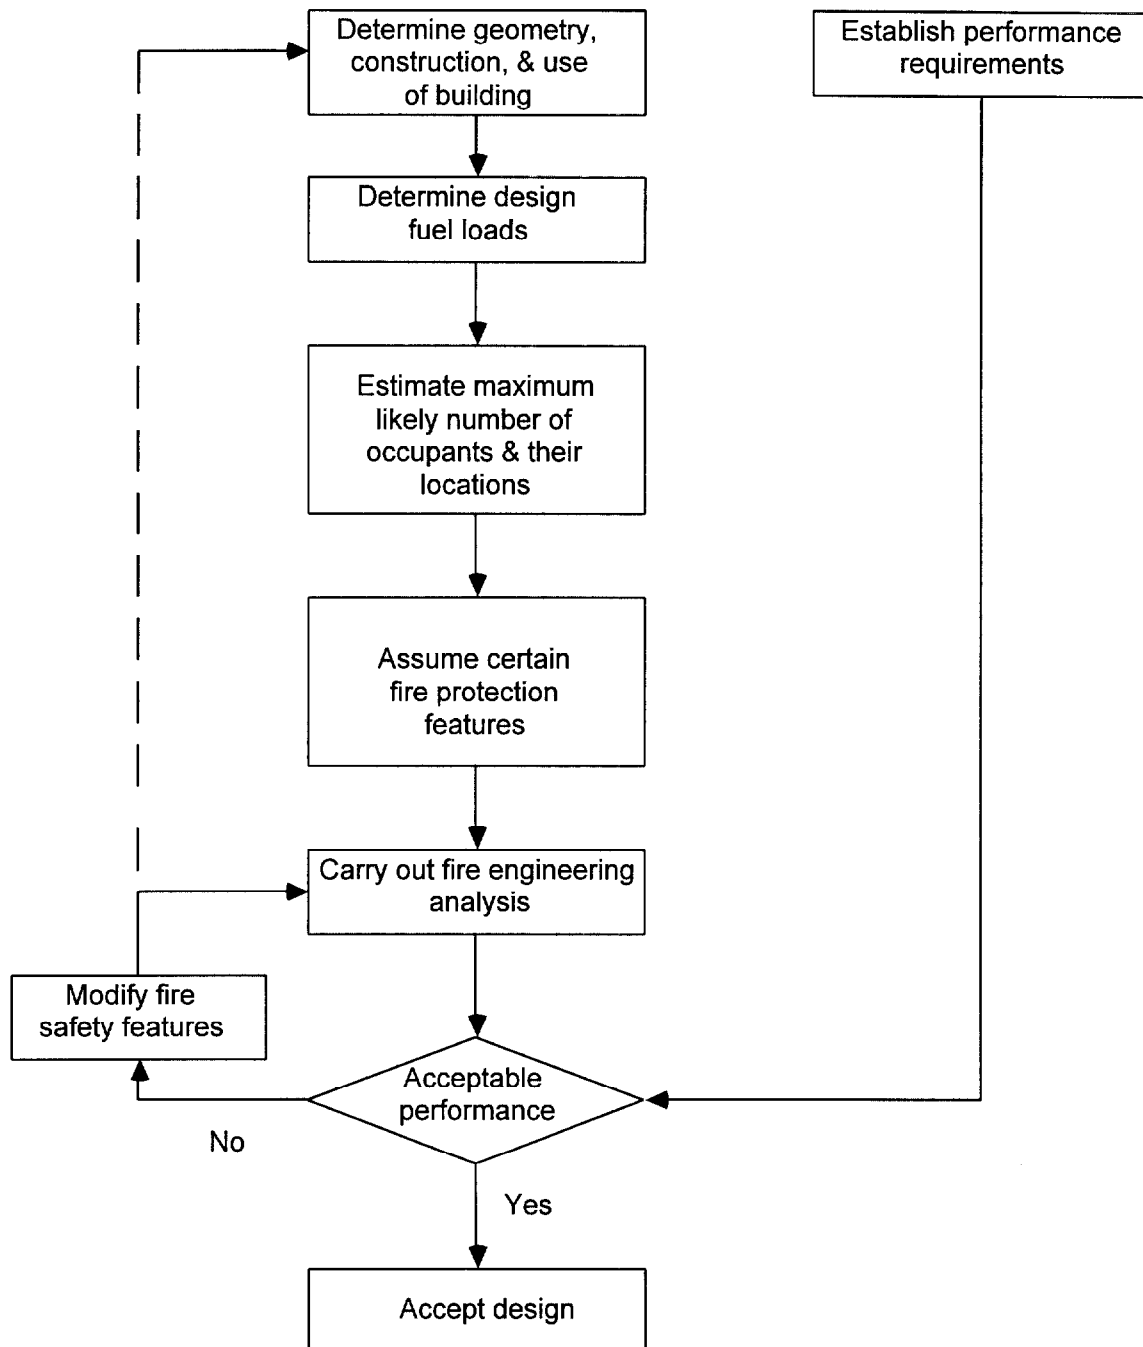 Determine geometry,
construction, & use
of building
Establish performance
requirements
Determine design
fuel loads
Estimate maximum
likely number of
occupants & their
locations
Assume certain
fire protection
features
Carry out fire engineering
analysis
Modify fire
safety features
Acceptable
performance
No
Yes
Accept design